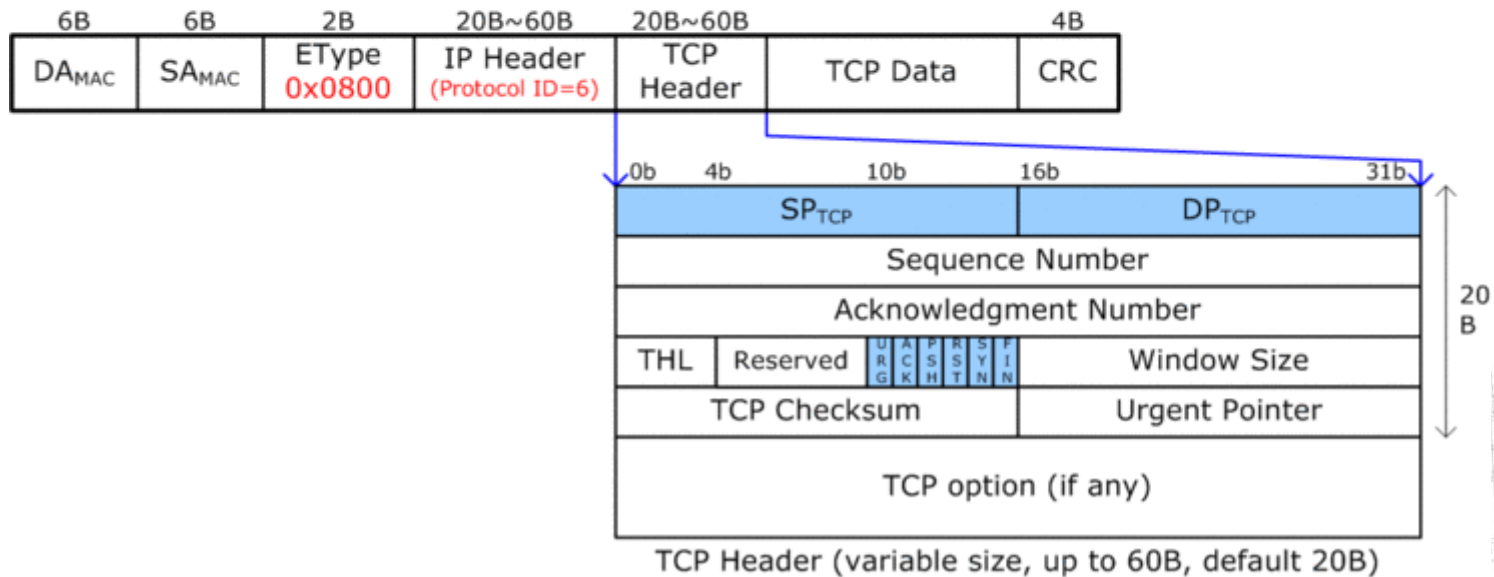 6B 6B 2B 20B~60B 20B~60B 4B
DAMAC SAMAC EType 0x0800 IP Header (Protocol ID=6) TCP Header TCP Data CRC
0b 4b 10b 16b 31b
SPTCP DPTCP
Sequence Number
Acknowledgment Number
20 B
THL Reserved URG ACK PSH RST SYN FIN Window Size
TCP Checksum Urgent Pointer
TCP option (if any)
TCP Header (variable size, up to 60B, default 20B)